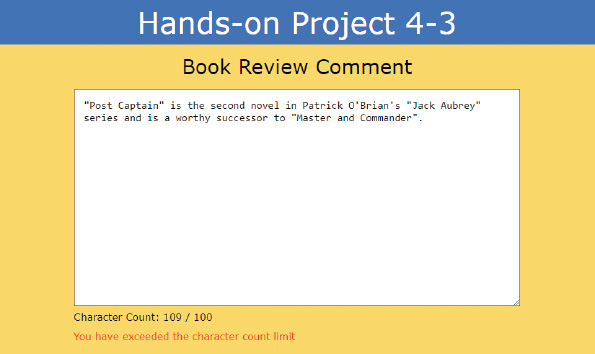 Hands-on Project 4-3
Book Review Comment
"Post Captain" is the second novel in Patrick O'Brian's "Jack Aubrey"
series and is a worthy successor to "Master and Commander".
Character Count: 109 / 100
You have exceeded the character count limit